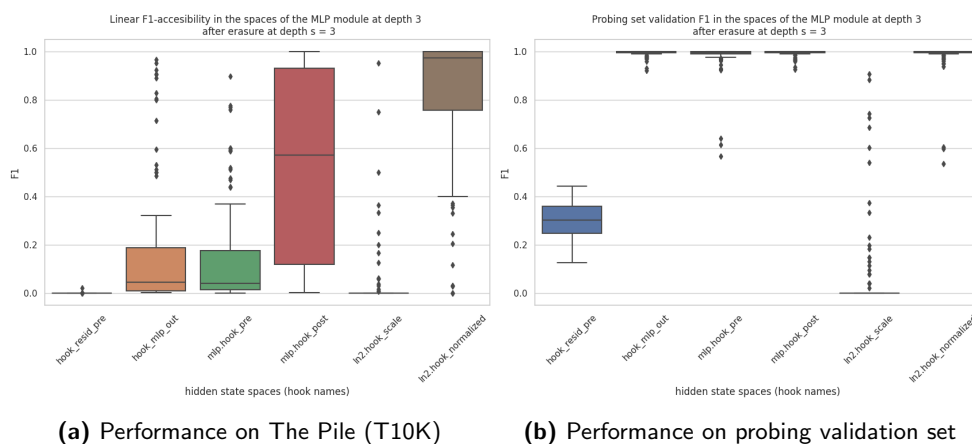 Linear F1-accesibility in the spaces of the MLP module at depth 3
after erasure at depth s = 3
1.0
0.8
0.6
0.4
0.2
0.0
F1
hook_resid_pre
hook_mlp_out
mlp.hook_pre
mlp.hook_post
ln2.hook_scale
ln2.hook_normalized
hidden state spaces (hook names)
(a) Performance on The Pile (T10K)
Probing set validation F1 in the spaces of the MLP module at depth 3
after erasure at depth s = 3
1.0
0.8
0.6
0.4
0.2
0.0
F1
hook_resid_pre
hook_mlp_out
mlp.hook_pre
mlp.hook_post
ln2.hook_scale
ln2.hook_normalized
hidden state spaces (hook names)
(b) Performance on probing validation set